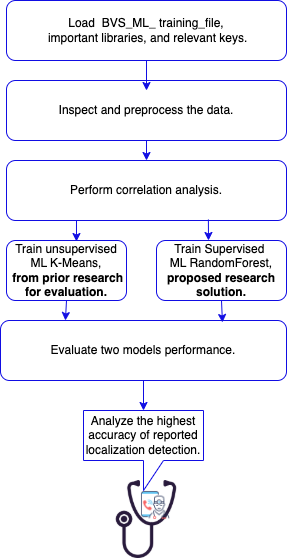 Load BVS_ML_ training_file,
important libraries, and relevant keys.
Inspect and preprocess the data.
Perform correlation analysis.
Train unsupervised
ML K-Means,
from prior research
for evaluation.
Train Supervised
ML RandomForest,
proposed research
solution.
Evaluate two models performance.
Analyze the highest
accuracy of reported
localization detection.